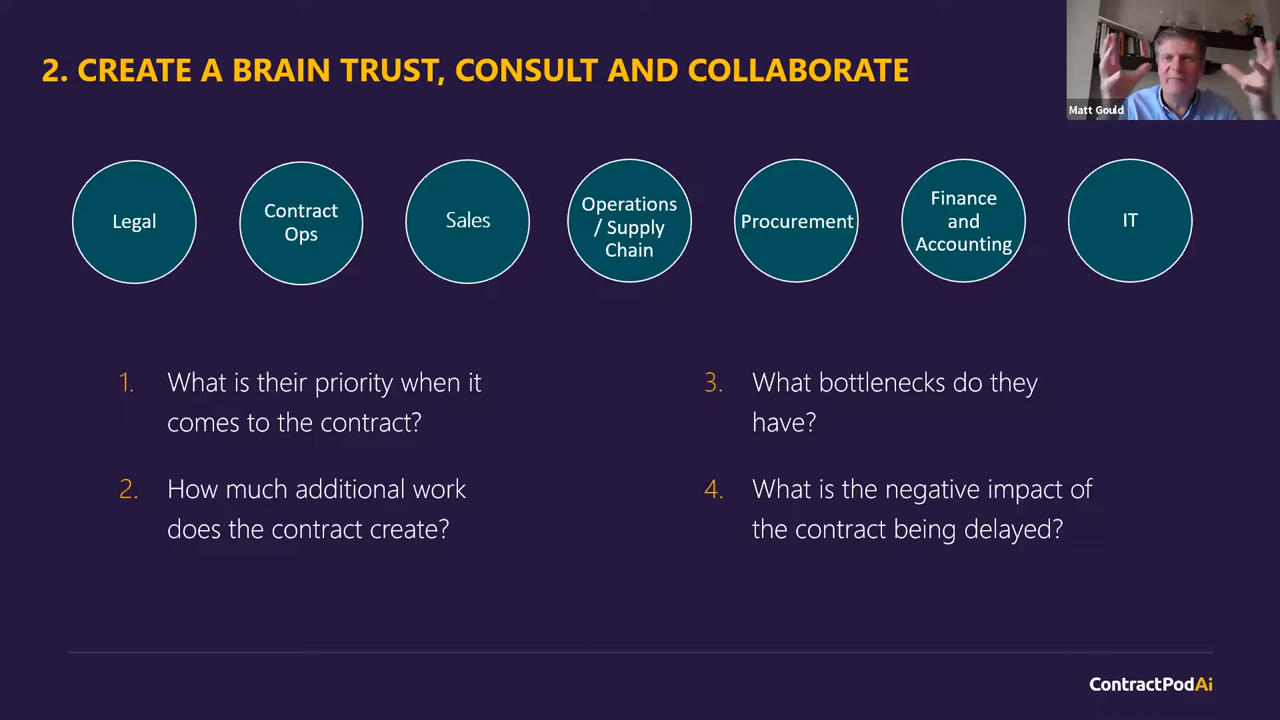 2. CREATE A BRAIN TRUST, CONSULT AND COLLABORATE
Matt Gould
Legal
Contract
Ops
Sales
Operations
/ Supply
Chain
Procurement
Finance
and
Accounting
IT
1. What is their priority when it
comes to the contract?
2. How much additional work
does the contract create?
3. What bottlenecks do they
have?
4. What is the negative impact of
the contract being delayed?
ContractPodAi